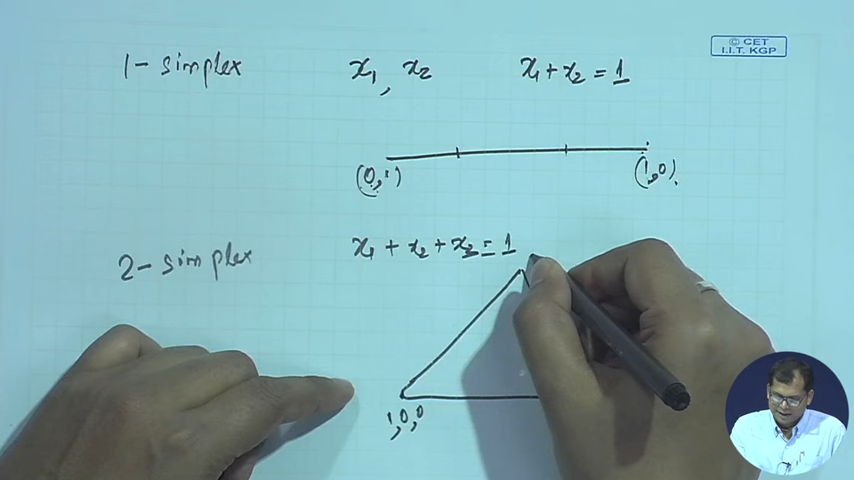 © CET
I.I.T. KGP
1- simplex x₁, x₂ x₁ + x₂ = 1
(0,1) (1,0)
2- simplex x₁ + x₂ + x₃ = 1
1,0,0